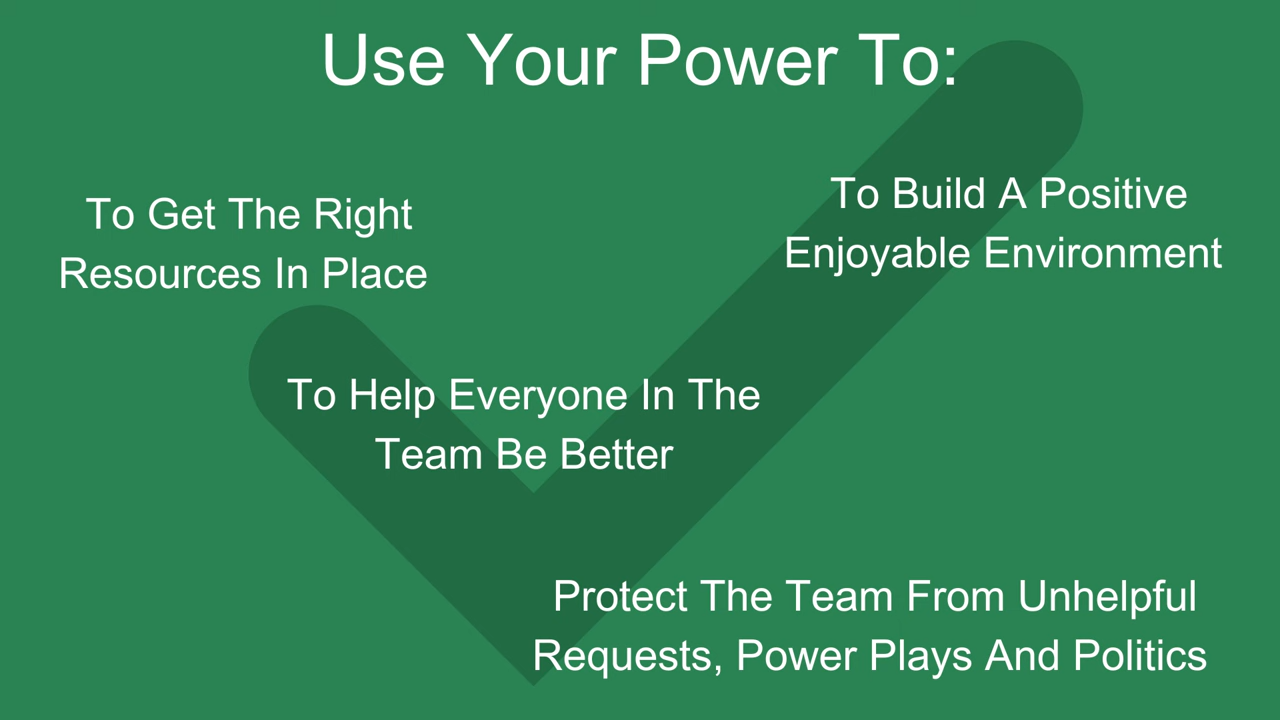 Use Your Power To:
To Get The Right
Resources In Place
To Build A Positive
Enjoyable Environment
To Help Everyone In The
Team Be Better
Protect The Team From Unhelpful
Requests, Power Plays And Politics